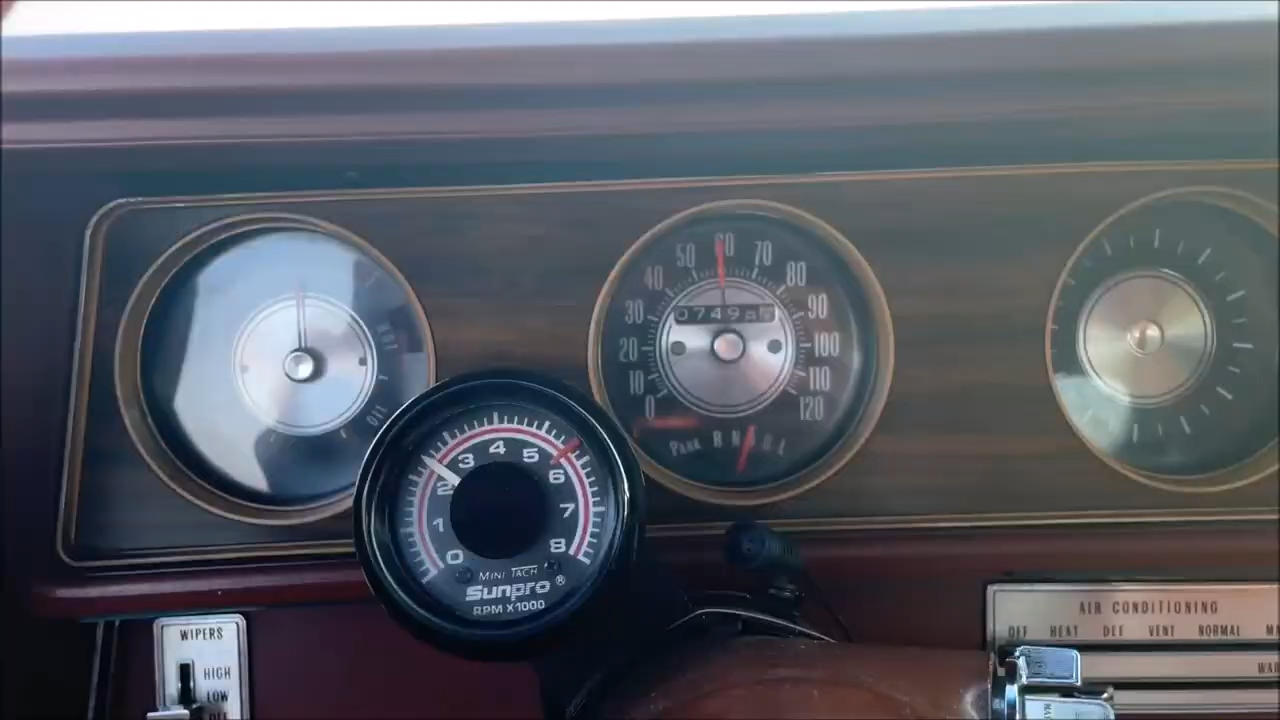 50 60 70
40 80
30 90
20 100
10 110
0 120
0749
PARK R N D L
HOT
OIL
3 4 5
2 6
1 7
0 8
MINI TACH
Sunpro®
RPM X1000
WIPERS
HIGH
LOW
AIR CONDITIONING
OFF HEAT DEF VENT NORMAL